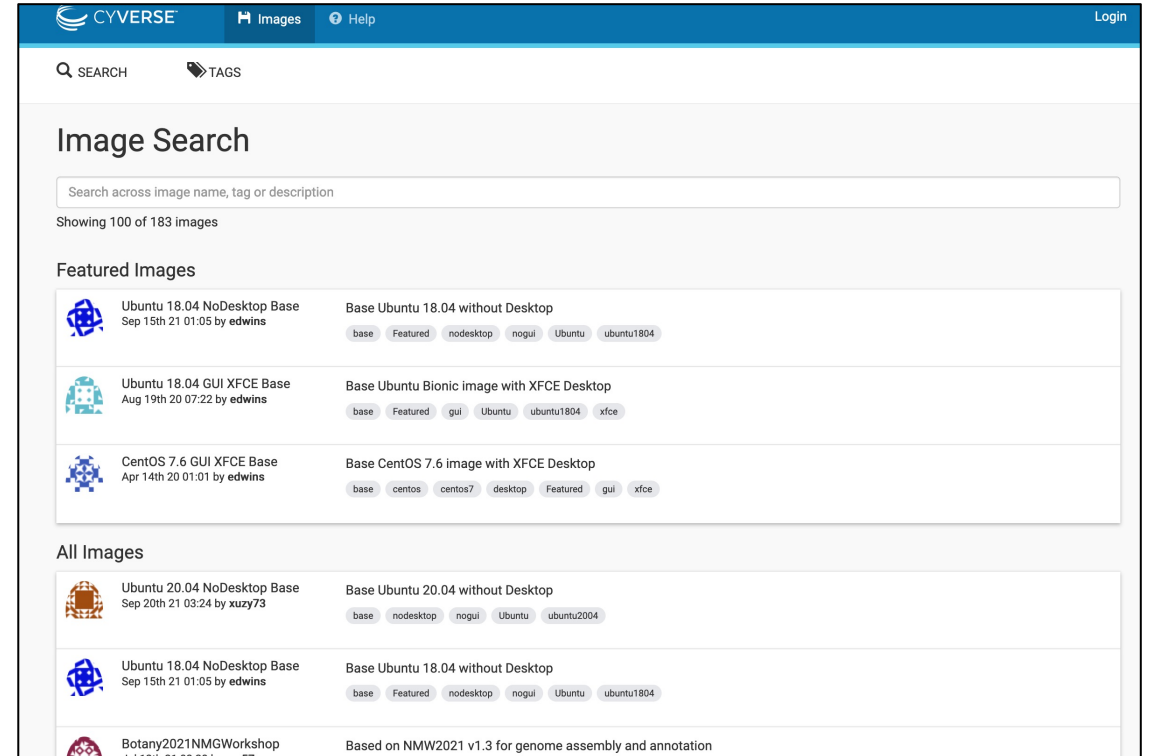 CYVERSE
Images
Help
Login
SEARCH
TAGS
Image Search
Search across image name, tag or description
Showing 100 of 183 images
Featured Images
Ubuntu 18.04 NoDesktop Base
Sep 15th 21 01:05 by edwins
Base Ubuntu 18.04 without Desktop
base Featured nodesktop nogui Ubuntu ubuntu1804
Ubuntu 18.04 GUI XFCE Base
Aug 19th 20 07:22 by edwins
Base Ubuntu Bionic image with XFCE Desktop
base Featured gui Ubuntu ubuntu1804 xfce
CentOS 7.6 GUI XFCE Base
Apr 14th 20 01:01 by edwins
Base CentOS 7.6 image with XFCE Desktop
base centos centos7 desktop Featured gui xfce
All Images
Ubuntu 20.04 NoDesktop Base
Sep 20th 21 03:24 by xuzy73
Base Ubuntu 20.04 without Desktop
base nodesktop nogui Ubuntu ubuntu2004
Ubuntu 18.04 NoDesktop Base
Sep 15th 21 01:05 by edwins
Base Ubuntu 18.04 without Desktop
base Featured nodesktop nogui Ubuntu ubuntu1804
Botany2021NMGWorkshop
Based on NMW2021 v1.3 for genome assembly and annotation